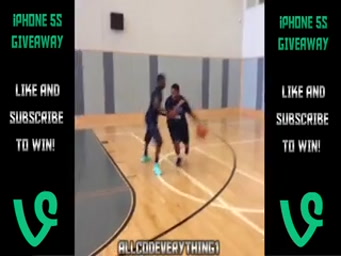 iPHONE 5S
GIVEAWAY
LIKE AND
SUBSCRIBE
TO WIN!
iPHONE 5S
GIVEAWAY
LIKE AND
SUBSCRIBE
TO WIN!
ALLCODEVERYTHING1